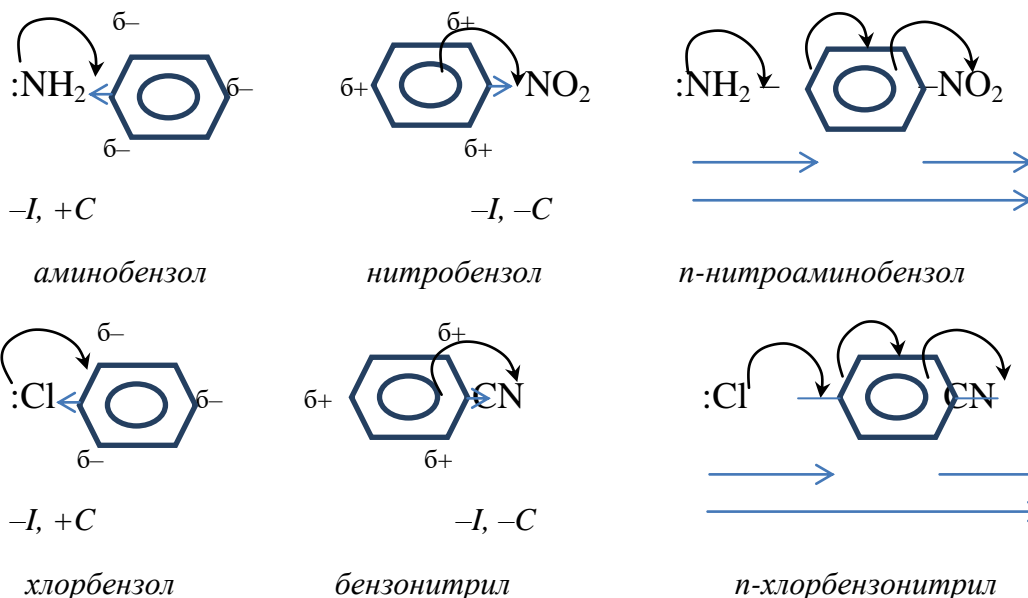 б– б+
:NH₂ б– б+ NO₂ :NH₂ – –NO₂
б– б+
–I, +C –I, –C
аминобензол нитробензол п-нитроаминобензол
б– б+
:Cl б– б+ CN :Cl CN
б– б+
–I, +C –I, –C
хлорбензол бензонитрил п-хлорбензонитрил